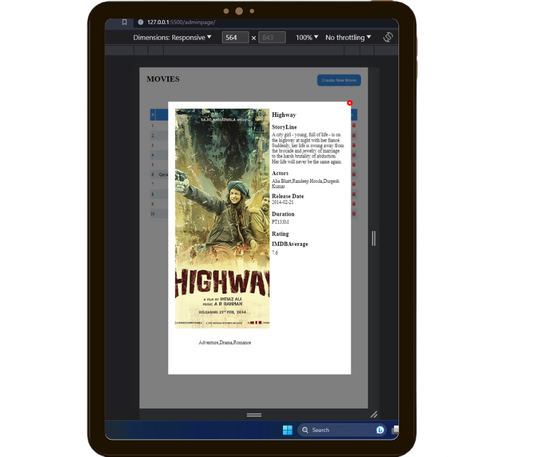 127.0.0.1:5500/adminpage/
Dimensions: Responsive 564 × 843 100% No throttling
MOVIES
Create New Movie
Highway
StoryLine
A city girl - young, full of life - is on
the highway at night with her fiancé.
Suddenly, her life is swung away from
the brocade and jewelry of marriage
to the harsh brutality of abduction.
Her life will never be the same again.
Actors
Alia Bhatt,Randeep Hooda,Durgesh
Kumar
Release Date
2014-02-21
Duration
PT133M
Rating
IMDBAverage
7.6
HIGHWAY
A FILM BY IMTIAZ ALI
MUSIC A R RAHMAN
RELEASING 21ST FEB, 2014
Adventure,Drama,Romance
Search